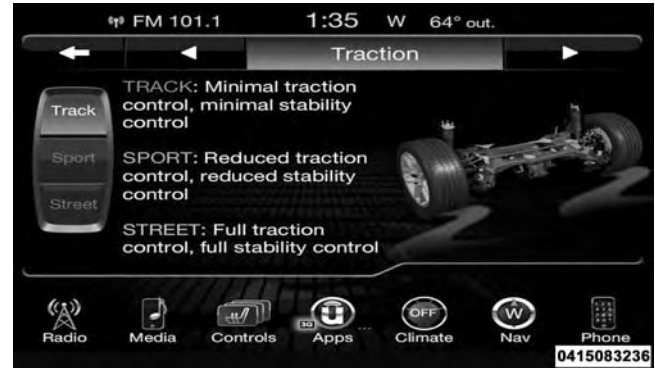 FM 101.1 1:35 W 64° out.
Traction
Track
Sport
Street
TRACK: Minimal traction
control, minimal stability
control
SPORT: Reduced traction
control, reduced stability
control
STREET: Full traction
control, full stability control
OFF
W
3G
...
Radio Media Controls Apps Climate Nav Phone
0415083236